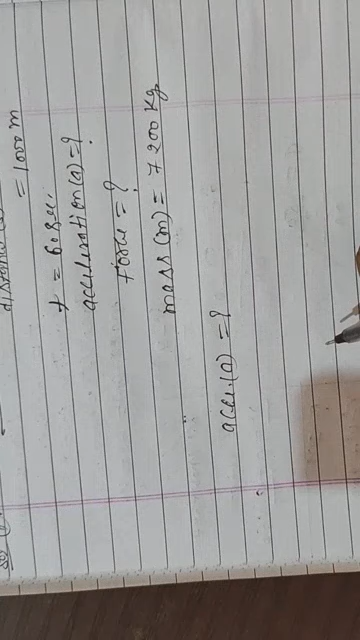 = 1000 m
t = 60 sec.
acceleration (a) = ?
Force = ?
mass (m) = 7200 Kg
acc. (a) = ?